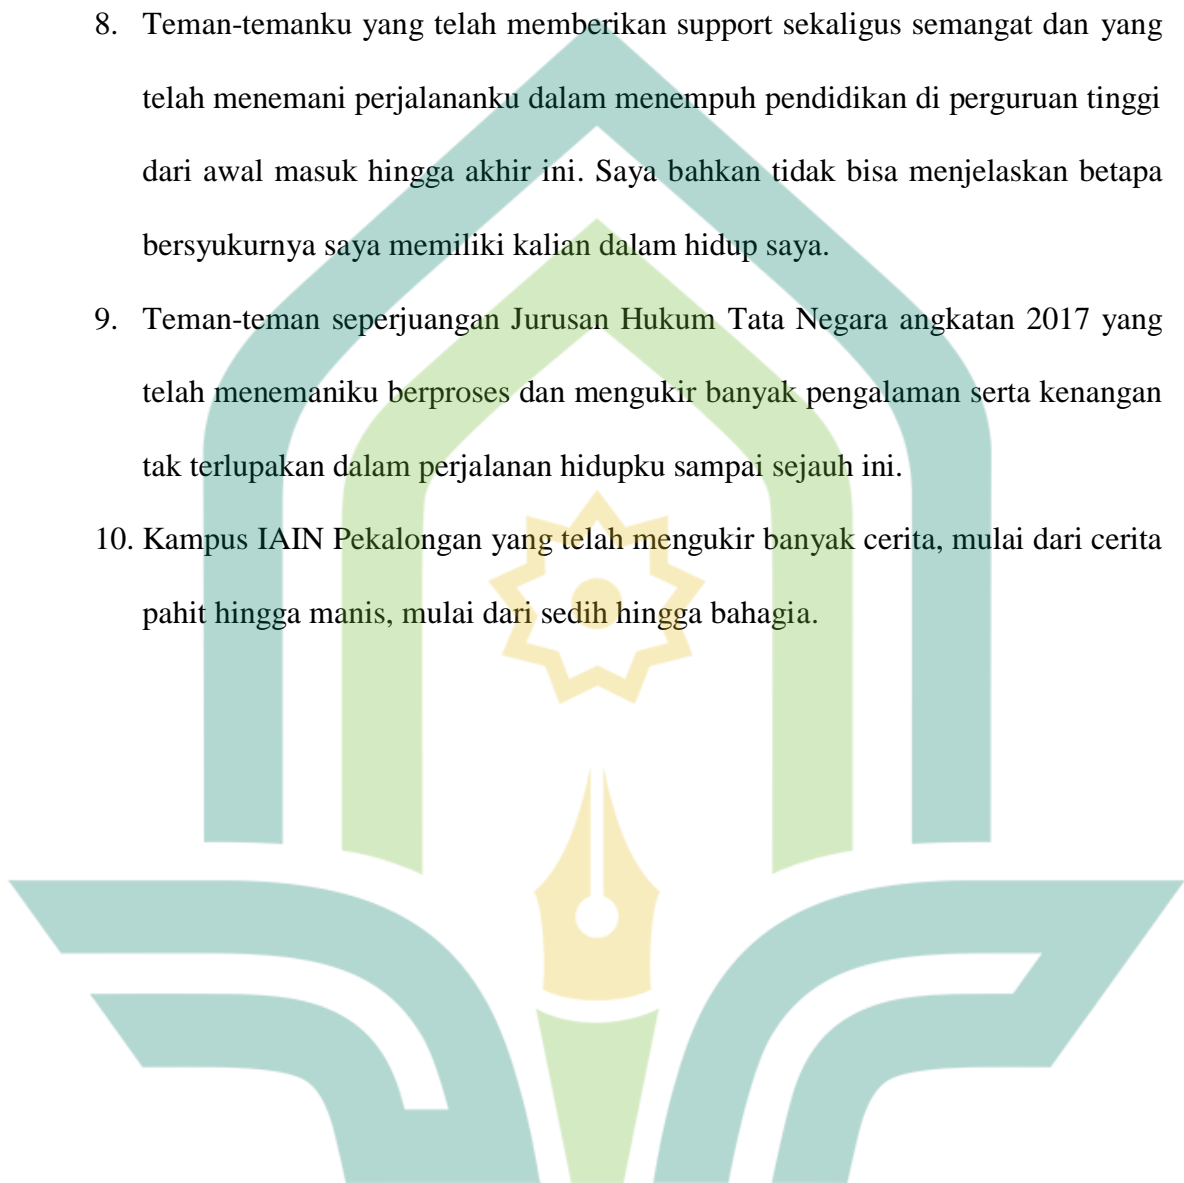 8. Teman-temanku yang telah memberikan support sekaligus semangat dan yang
telah menemani perjalananku dalam menempuh pendidikan di perguruan tinggi
dari awal masuk hingga akhir ini. Saya bahkan tidak bisa menjelaskan betapa
bersyukurnya saya memiliki kalian dalam hidup saya.
9. Teman-teman seperjuangan Jurusan Hukum Tata Negara angkatan 2017 yang
telah menemaniku berproses dan mengukir banyak pengalaman serta kenangan
tak terlupakan dalam perjalanan hidupku sampai sejauh ini.
10. Kampus IAIN Pekalongan yang telah mengukir banyak cerita, mulai dari cerita
pahit hingga manis, mulai dari sedih hingga bahagia.